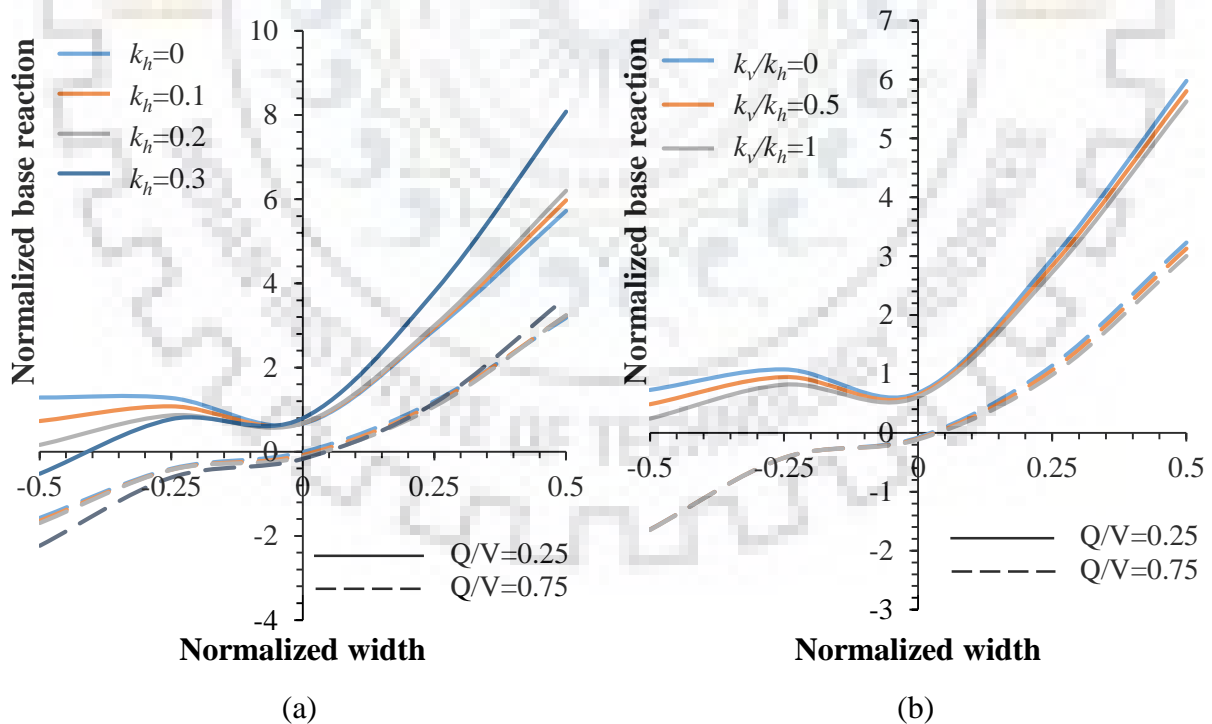 Normalized base reaction
10
8
6
4
2
0
-2
-4
-0.5
-0.25
0
0.25
0.5
k_h=0
k_h=0.1
k_h=0.2
k_h=0.3
Q/V=0.25
Q/V=0.75
Normalized width
(a)
Normalized base reaction
7
6
5
4
3
2
1
0
-1
-2
-3
-0.5
-0.25
0
0.25
0.5
k_v/k_h=0
k_v/k_h=0.5
k_v/k_h=1
Q/V=0.25
Q/V=0.75
Normalized width
(b)